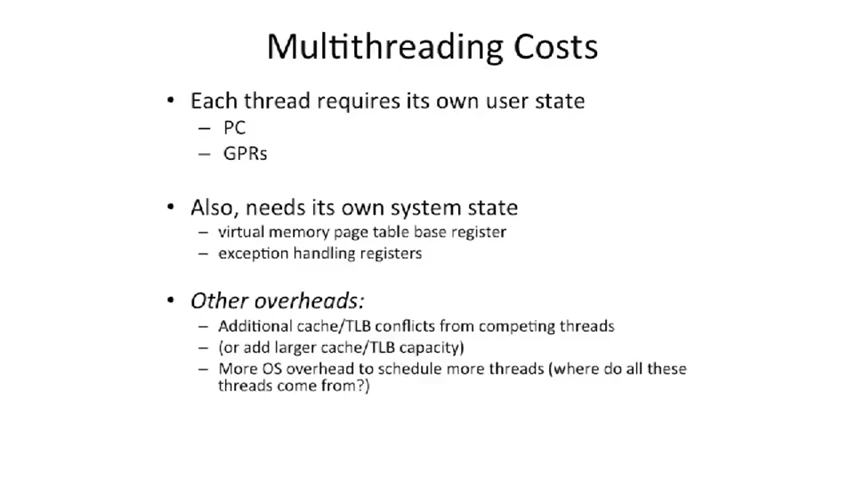 Multithreading Costs
• Each thread requires its own user state
– PC
– GPRs
• Also, needs its own system state
– virtual memory page table base register
– exception handling registers
• Other overheads:
– Additional cache/TLB conflicts from competing threads
– (or add larger cache/TLB capacity)
– More OS overhead to schedule more threads (where do all these
threads come from?)